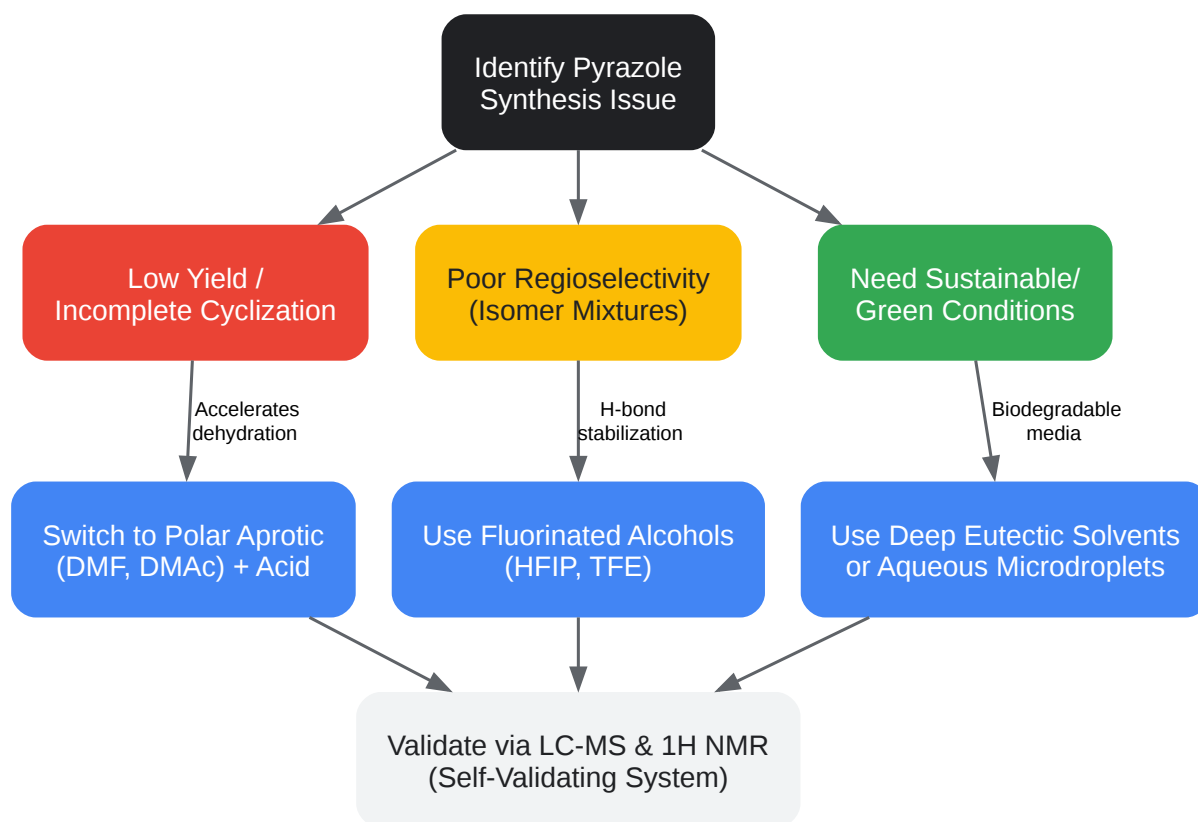 Identify Pyrazole
Synthesis Issue
Low Yield /
Incomplete Cyclization
Poor Regioselectivity
(Isomer Mixtures)
Need Sustainable/
Green Conditions
Accelerates
dehydration
H-bond
stabilization
Biodegradable
media
Switch to Polar Aprotic
(DMF, DMAc) + Acid
Use Fluorinated Alcohols
(HFIP, TFE)
Use Deep Eutectic Solvents
or Aqueous Microdroplets
Validate via LC-MS & 1H NMR
(Self-Validating System)